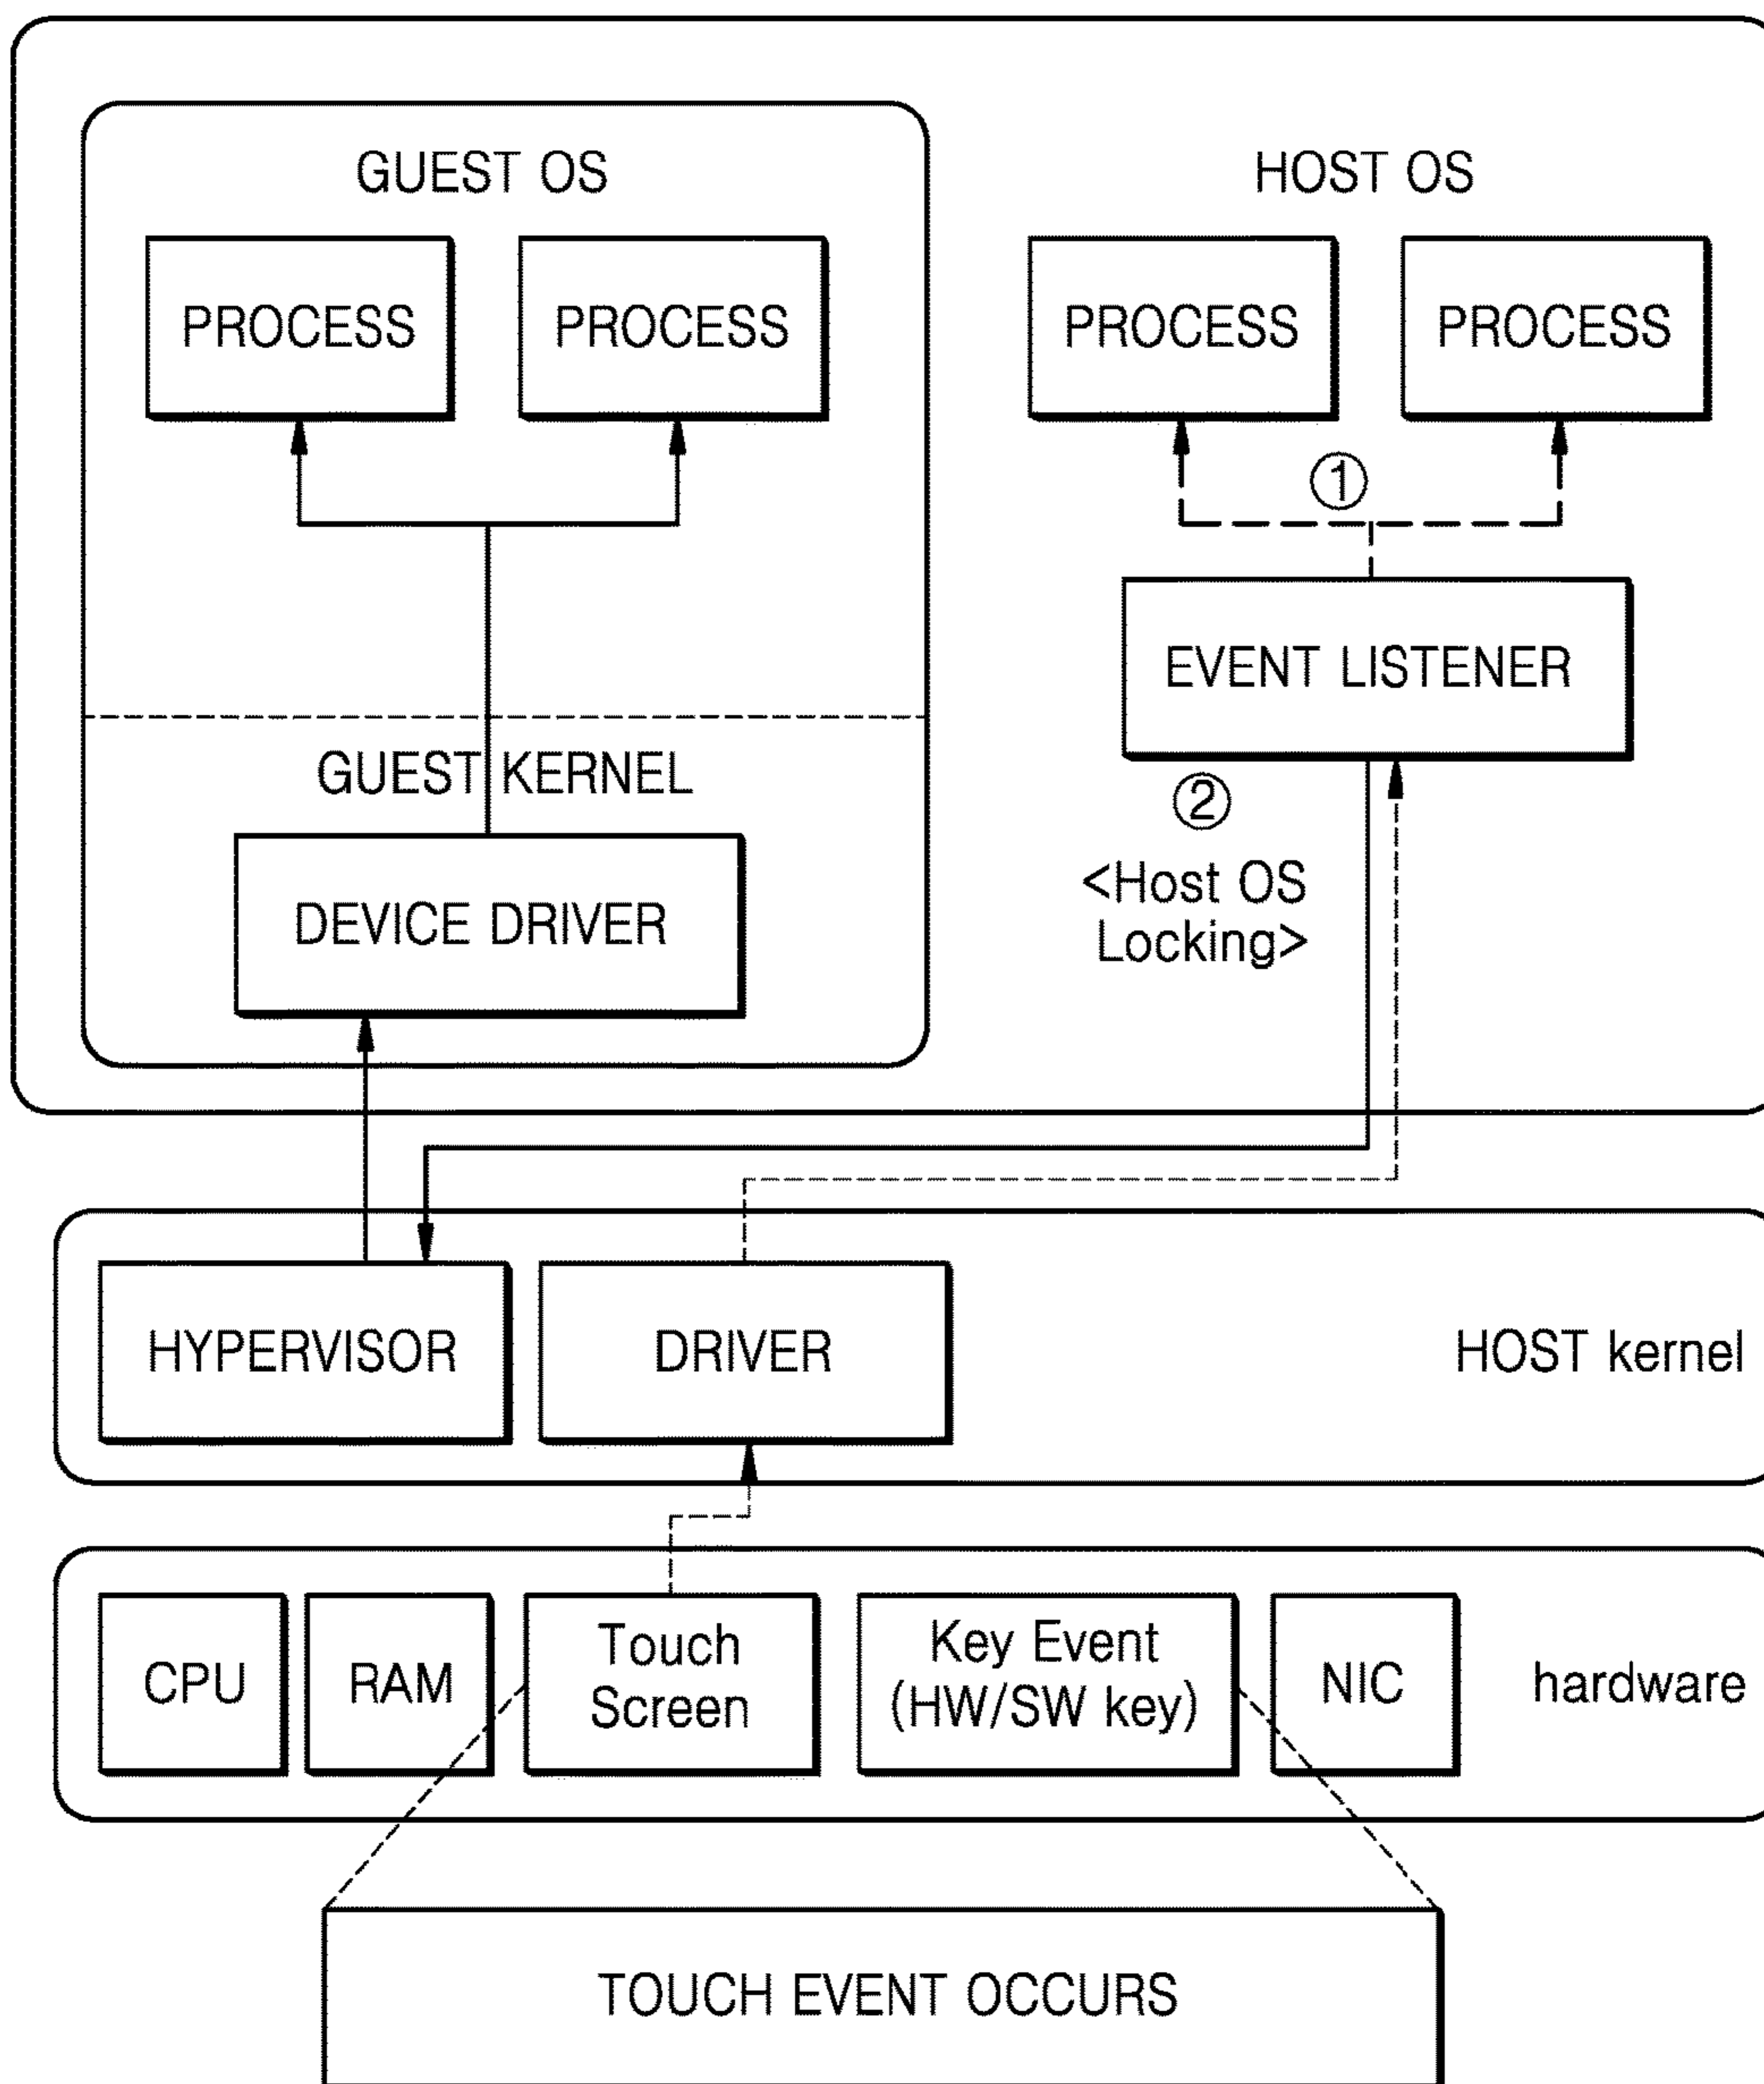 GUEST OS
HOST OS
PROCESS
PROCESS
PROCESS
PROCESS
①
EVENT LISTENER
GUEST KERNEL
②
<Host OS
Locking>
DEVICE DRIVER
HYPERVISOR
DRIVER
HOST kernel
CPU
RAM
Touch
Screen
Key Event
(HW/SW key)
NIC
hardware
TOUCH EVENT OCCURS